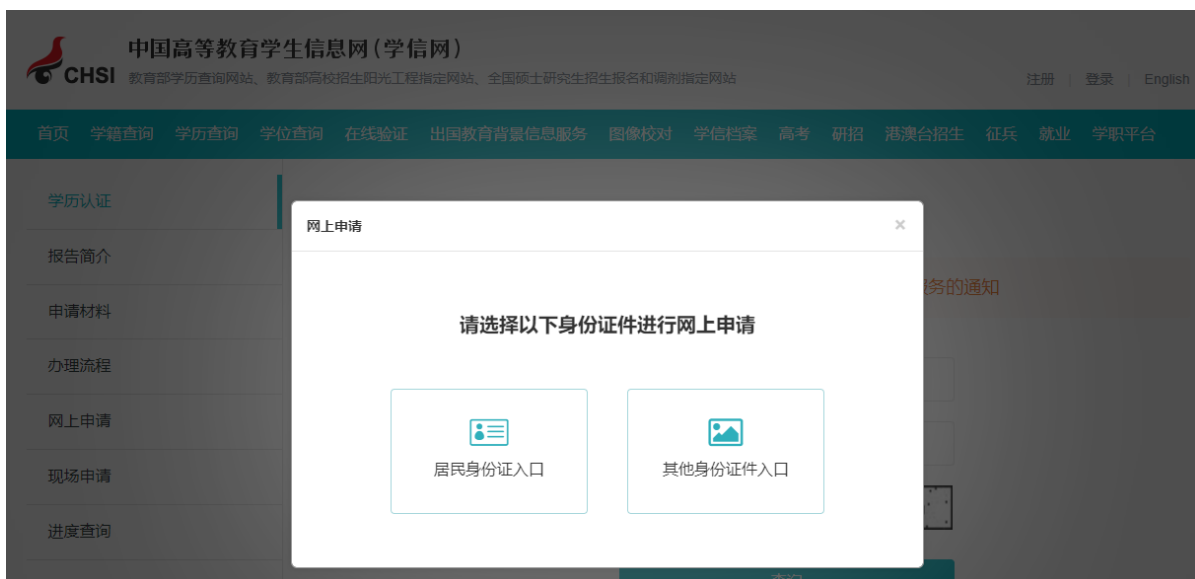 中国高等教育学生信息网(学信网)
CHSI 教育部学历查询网站、教育部高校招生阳光工程指定网站、全国硕士研究生招生报名和调剂指定网站
注册 | 登录 | English
首页 学籍查询 学历查询 学位查询 在线验证 出国教育背景信息服务 图像校对 学信档案 高考 研招 港澳台招生 征兵 就业 学职平台
学历认证
报告简介
申请材料
办理流程
网上申请
现场申请
进度查询
网上申请 ×
请选择以下身份证件进行网上申请
居民身份证入口 其他身份证件入口
务的通知